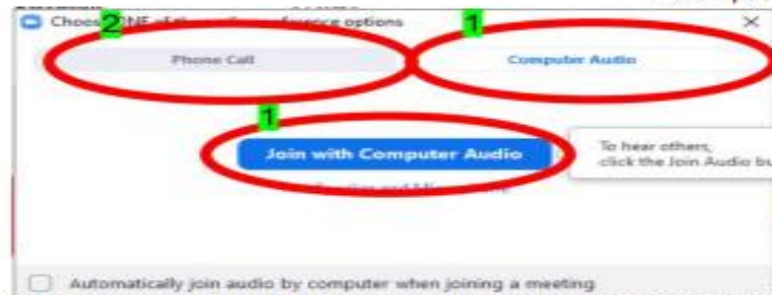 Choose ONE of the audio conference options
2
1
Phone Call
Computer Audio
1
Join with Computer Audio
To hear others,
click the Join Audio bu
Automatically join audio by computer when joining a meeting